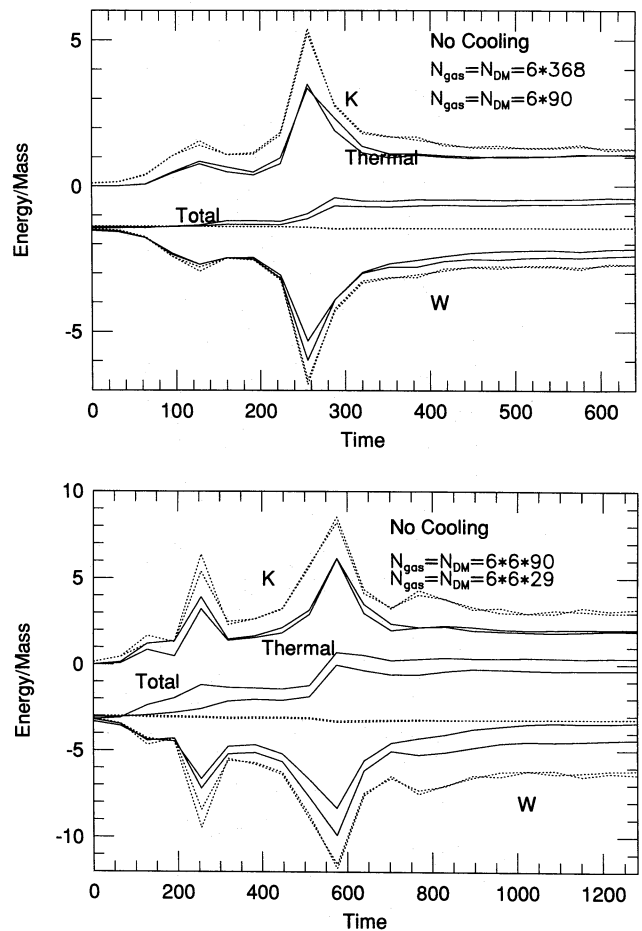 5
0
-5
Energy/Mass
No Cooling
N_gas=N_DM=6*368
N_gas=N_DM=6*90
K
Thermal
Total
W
0 100 200 300 400 500 600
Time
10
5
0
-5
-10
Energy/Mass
No Cooling
N_gas=N_DM=6*6*90
N_gas=N_DM=6*6*29
K
Thermal
Total
W
0 200 400 600 800 1000 1200
Time